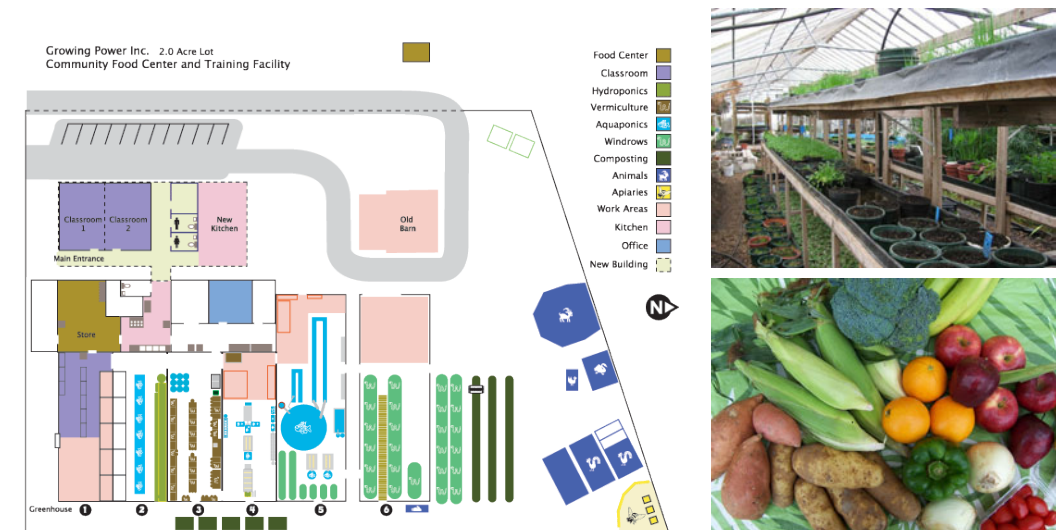 Growing Power Inc. 2.0 Acre Lot
Community Food Center and Training Facility
Food Center
Classroom
Hydroponics
Vermiculture
Aquaponics
Windrows
Composting
Animals
Apiaries
Work Areas
Kitchen
Office
New Building
N
Classroom
1
Classroom
2
New
Kitchen
Main Entrance
Old
Barn
Store
Greenhouse 1 2 3 4 5 6